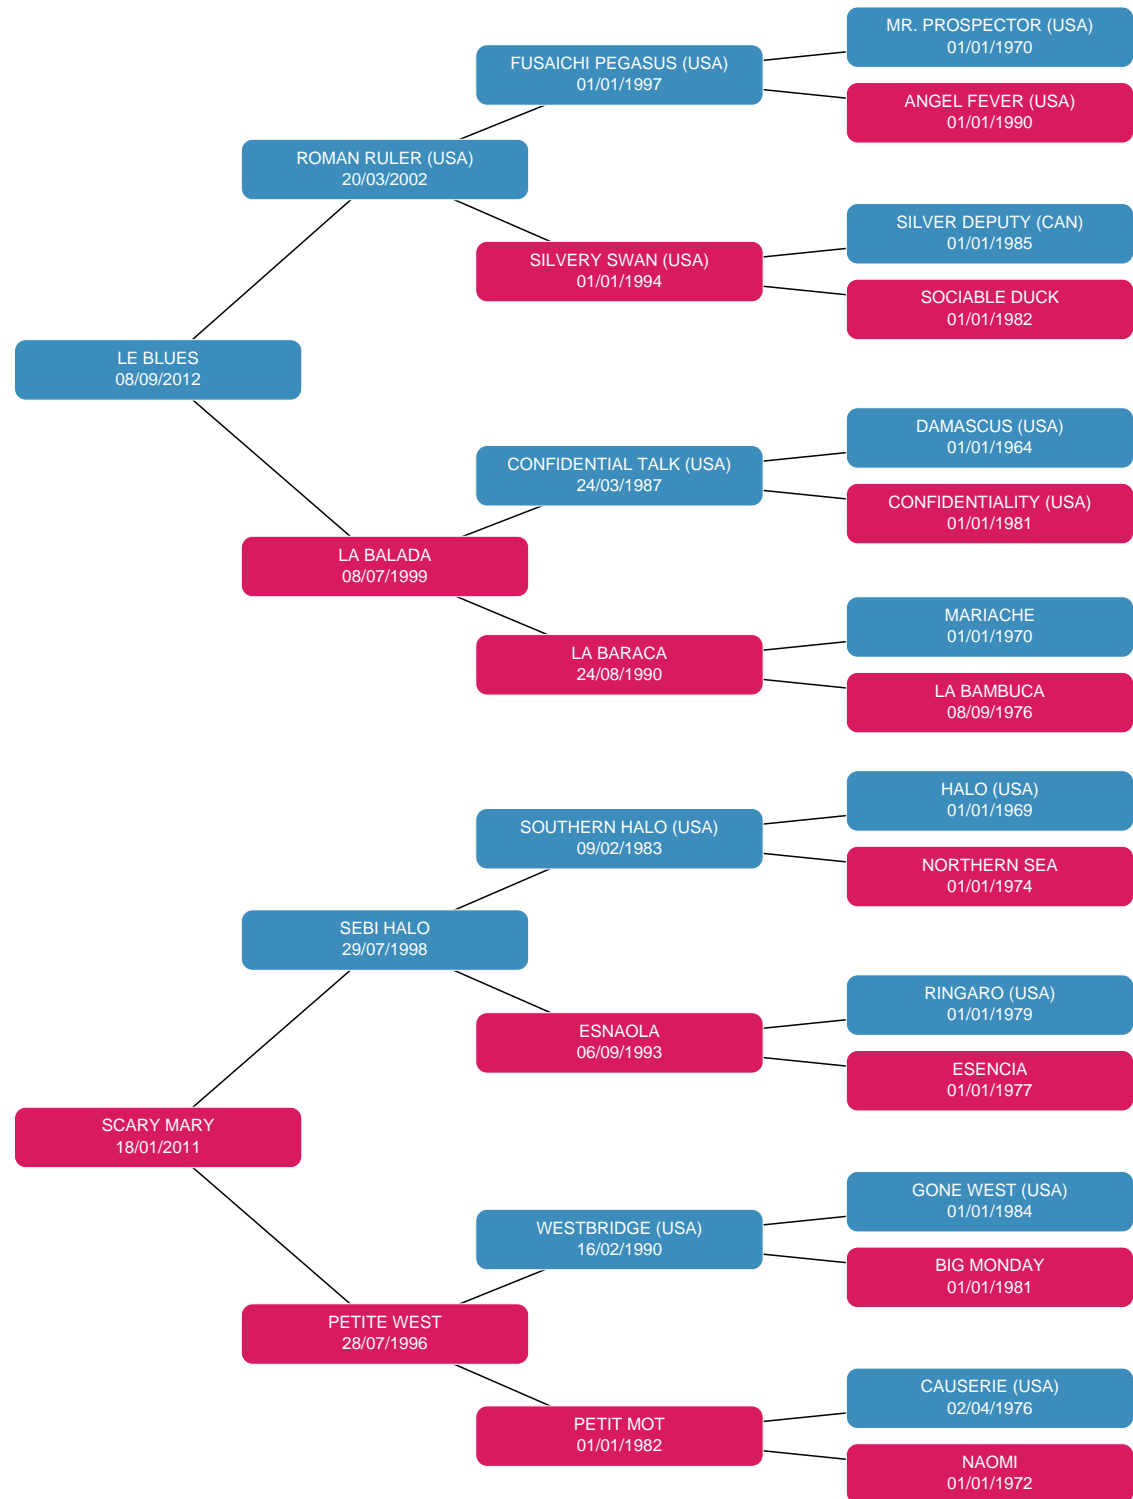 MR. PROSPECTOR (USA)
01/01/1970
FUSAICHI PEGASUS (USA)
01/01/1997
ANGEL FEVER (USA)
01/01/1990
ROMAN RULER (USA)
20/03/2002
SILVER DEPUTY (CAN)
01/01/1985
SILVERY SWAN (USA)
01/01/1994
SOCIABLE DUCK
01/01/1982
LE BLUES
08/09/2012
DAMASCUS (USA)
01/01/1964
CONFIDENTIAL TALK (USA)
24/03/1987
CONFIDENTIALITY (USA)
01/01/1981
LA BALADA
08/07/1999
MARIACHE
01/01/1970
LA BARACA
24/08/1990
LA BAMBUCA
08/09/1976
HALO (USA)
01/01/1969
SOUTHERN HALO (USA)
09/02/1983
NORTHERN SEA
01/01/1974
SEBI HALO
29/07/1998
RINGARO (USA)
01/01/1979
ESNAOLA
06/09/1993
ESENCIA
01/01/1977
SCARY MARY
18/01/2011
GONE WEST (USA)
01/01/1984
WESTBRIDGE (USA)
16/02/1990
BIG MONDAY
01/01/1981
PETITE WEST
28/07/1996
CAUSERIE (USA)
02/04/1976
PETIT MOT
01/01/1982
NAOMI
01/01/1972